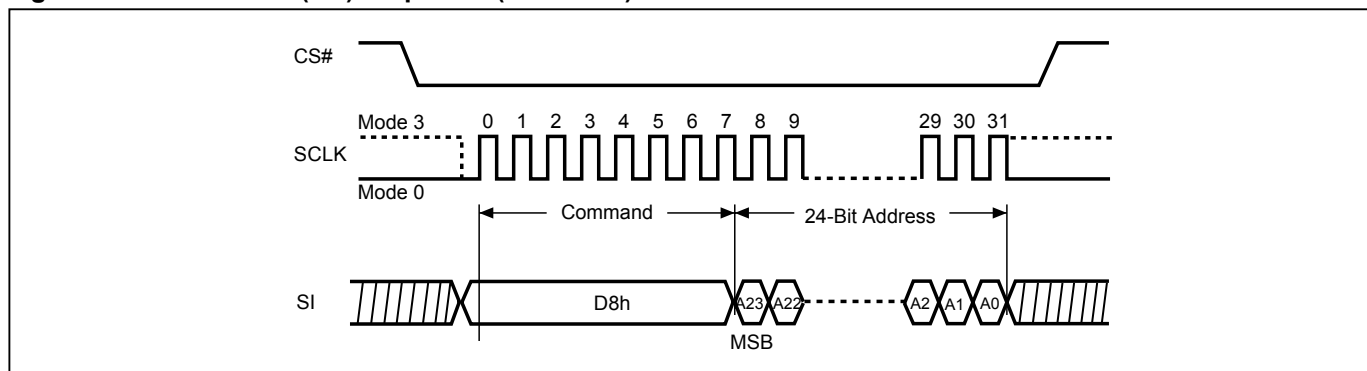 CS#
Mode 3 0 1 2 3 4 5 6 7 8 9 29 30 31
SCLK
Mode 0
Command 24-Bit Address
SI D8h A23 A22 A2 A1 A0
MSB